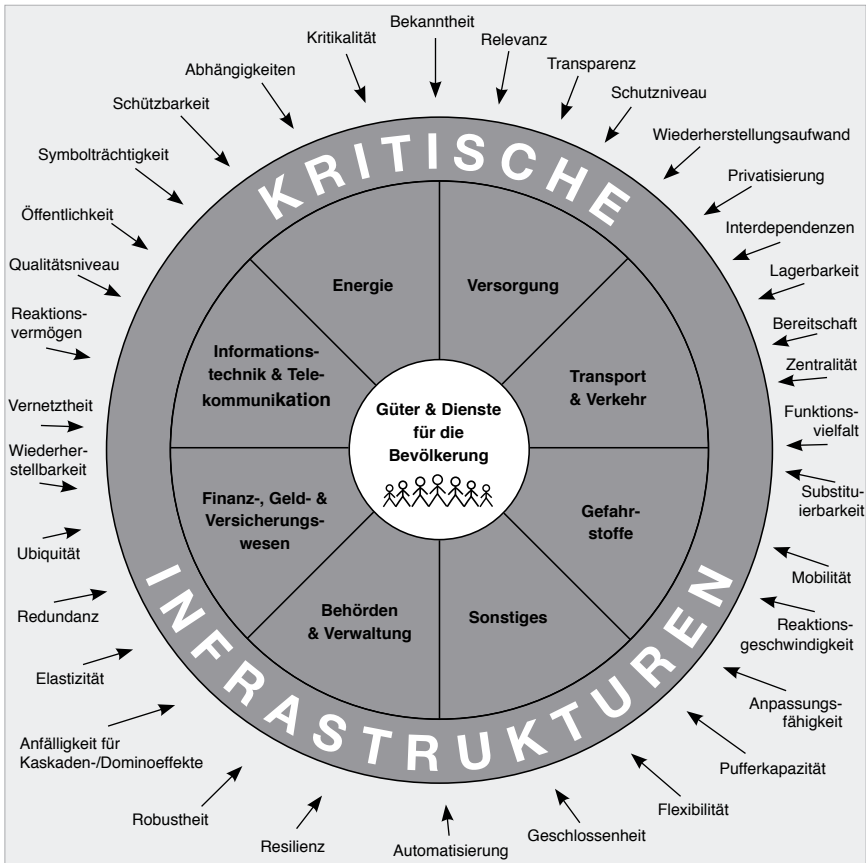 Bekanntheit
Relevanz
Transparenz
Schutzniveau
Wiederherstellungsaufwand
Privatisierung
Interdependenzen
Lagerbarkeit
Bereitschaft
Zentralität
Funktions-
vielfalt
Substitu-
ierbarkeit
Mobilität
Reaktions-
geschwindigkeit
Anpassungs-
fähigkeit
Pufferkapazität
Flexibilität
Geschlossenheit
Automatisierung
Resilienz
Robustheit
Anfälligkeit für
Kaskaden-/Dominoeffekte
Elastizität
Redundanz
Ubiquität
Wiederher-
stellbarkeit
Vernetztheit
Reaktions-
vermögen
Qualitätsniveau
Öffentlichkeit
Symbolträchtigkeit
Schützbarkeit
Abhängigkeiten
Kritikalität
KRITISCHE
INFRASTRUKTUREN
Energie
Versorgung
Transport
& Verkehr
Gefahr-
stoffe
Sonstiges
Behörden
& Verwaltung
Finanz-, Geld- &
Versicherungs-
wesen
Informations-
technik & Tele-
kommunikation
Güter & Dienste
für die
Bevölkerung